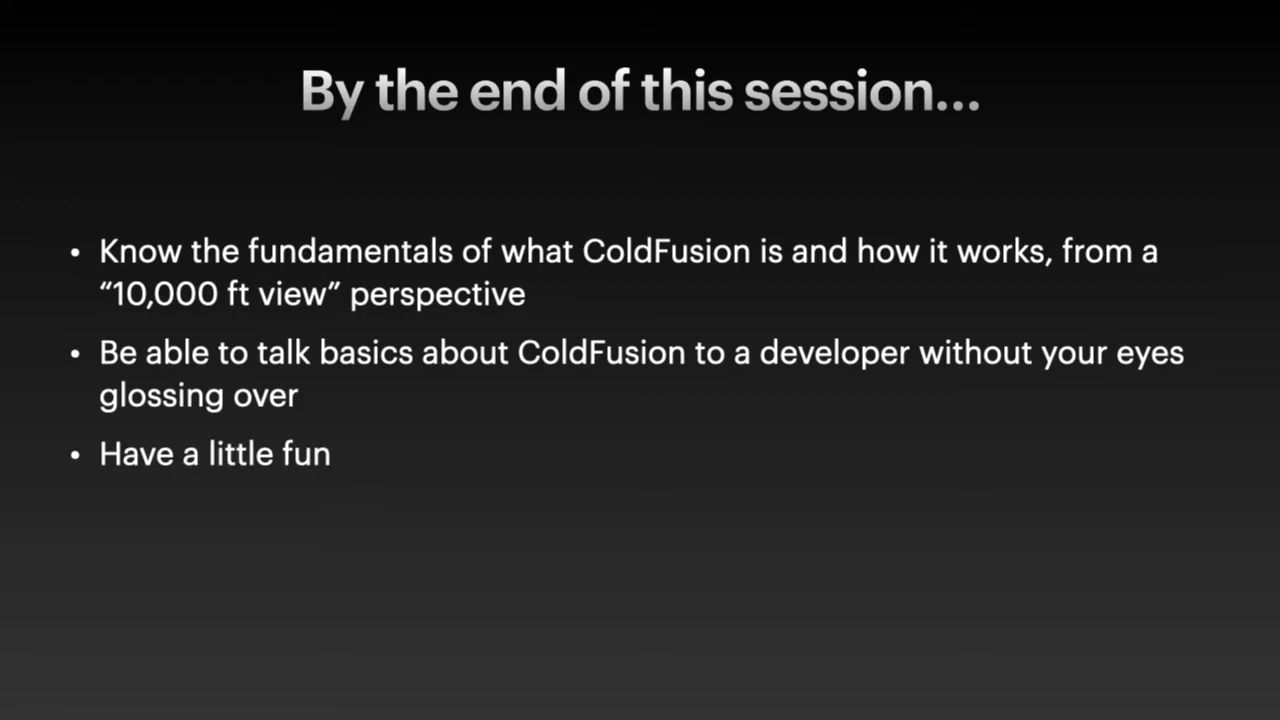 By the end of this session...
• Know the fundamentals of what ColdFusion is and how it works, from a
“10,000 ft view” perspective
• Be able to talk basics about ColdFusion to a developer without your eyes
glossing over
• Have a little fun